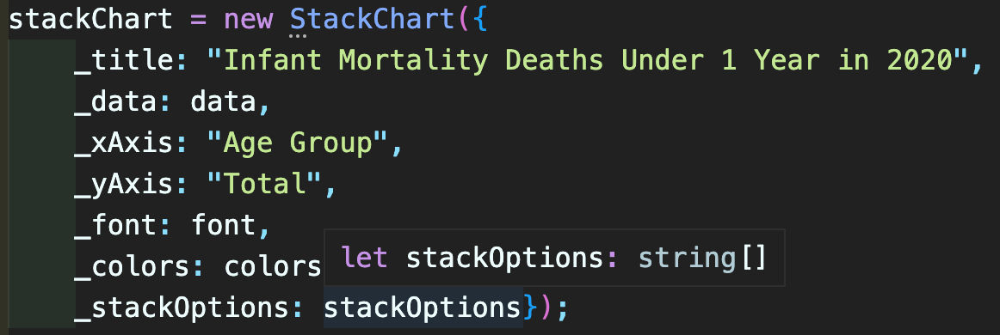 stackChart = new StackChart({
_title: "Infant Mortality Deaths Under 1 Year in 2020",
_data: data,
_xAxis: "Age Group",
_yAxis: "Total",
_font: font,
let stackOptions: string[]
_colors: colors
_stackOptions: stackOptions});